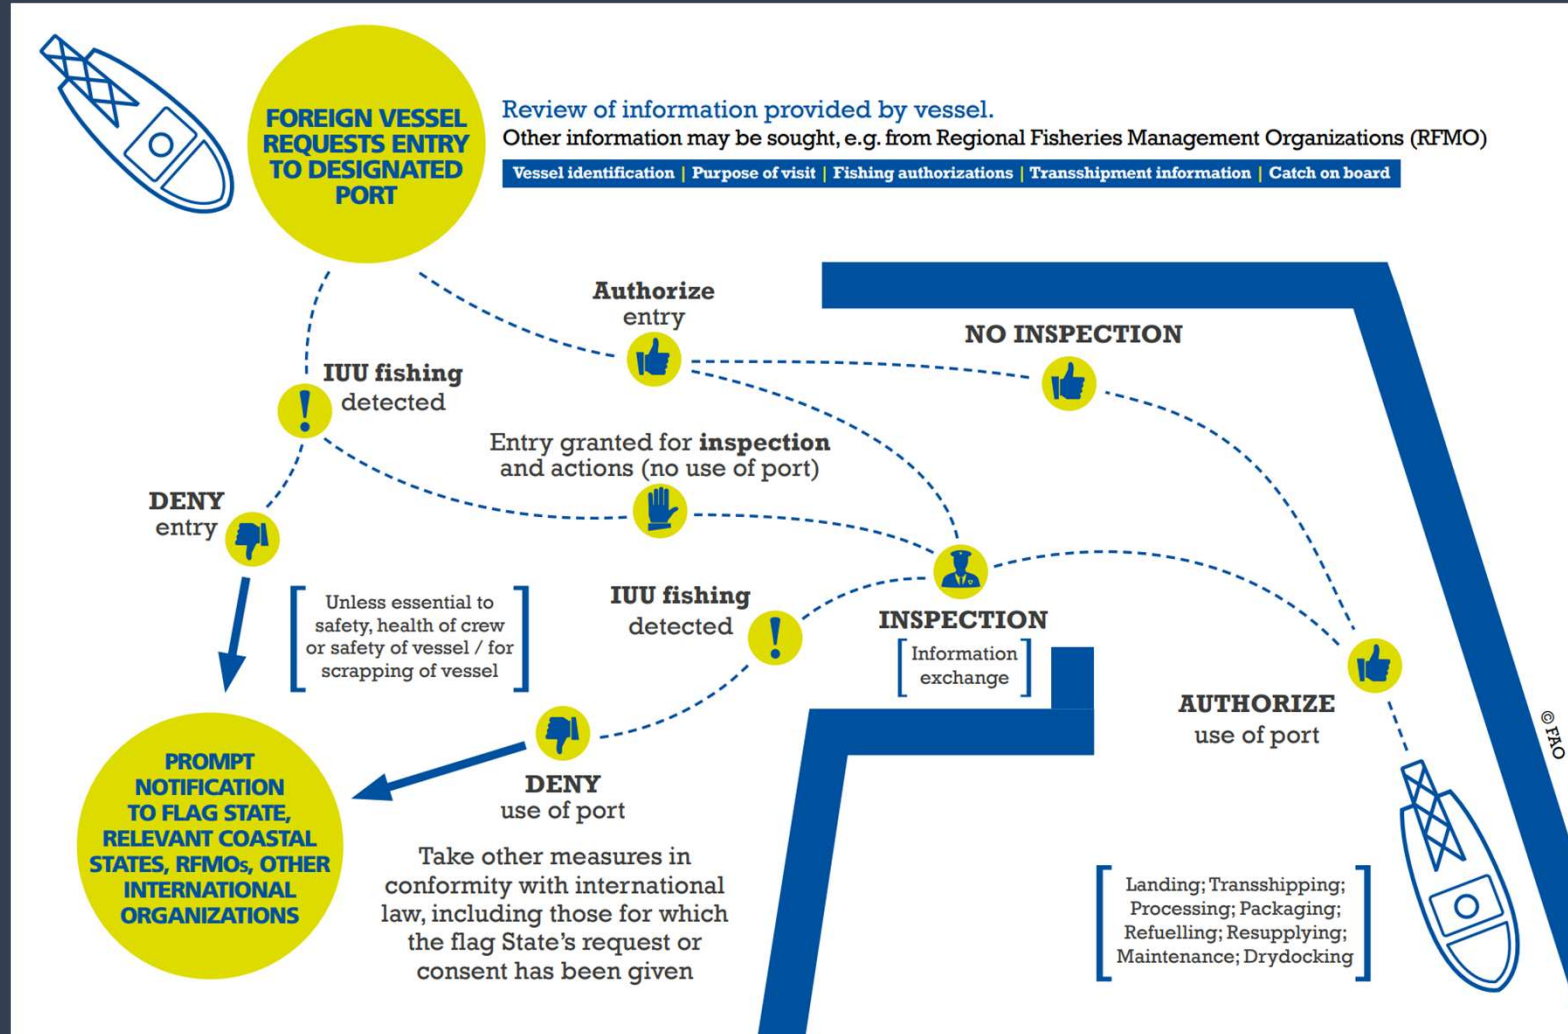 FOREIGN VESSEL
REQUESTS ENTRY
TO DESIGNATED
PORT
Review of information provided by vessel.
Other information may be sought, e.g. from Regional Fisheries Management Organizations (RFMO)
Vessel identification | Purpose of visit | Fishing authorizations | Transshipment information | Catch on board
Authorize
entry
NO INSPECTION
IUU fishing
detected
Entry granted for inspection
and actions (no use of port)
DENY
entry
Unless essential to
safety, health of crew
or safety of vessel / for
scrapping of vessel
IUU fishing
detected
INSPECTION
Information
exchange
AUTHORIZE
use of port
© FAO
PROMPT
NOTIFICATION
TO FLAG STATE,
RELEVANT COASTAL
STATES, RFMOs, OTHER
INTERNATIONAL
ORGANIZATIONS
DENY
use of port
Take other measures in
conformity with international
law, including those for which
the flag State's request or
consent has been given
Landing; Transshipping;
Processing; Packaging;
Refuelling; Resupplying;
Maintenance; Drydocking